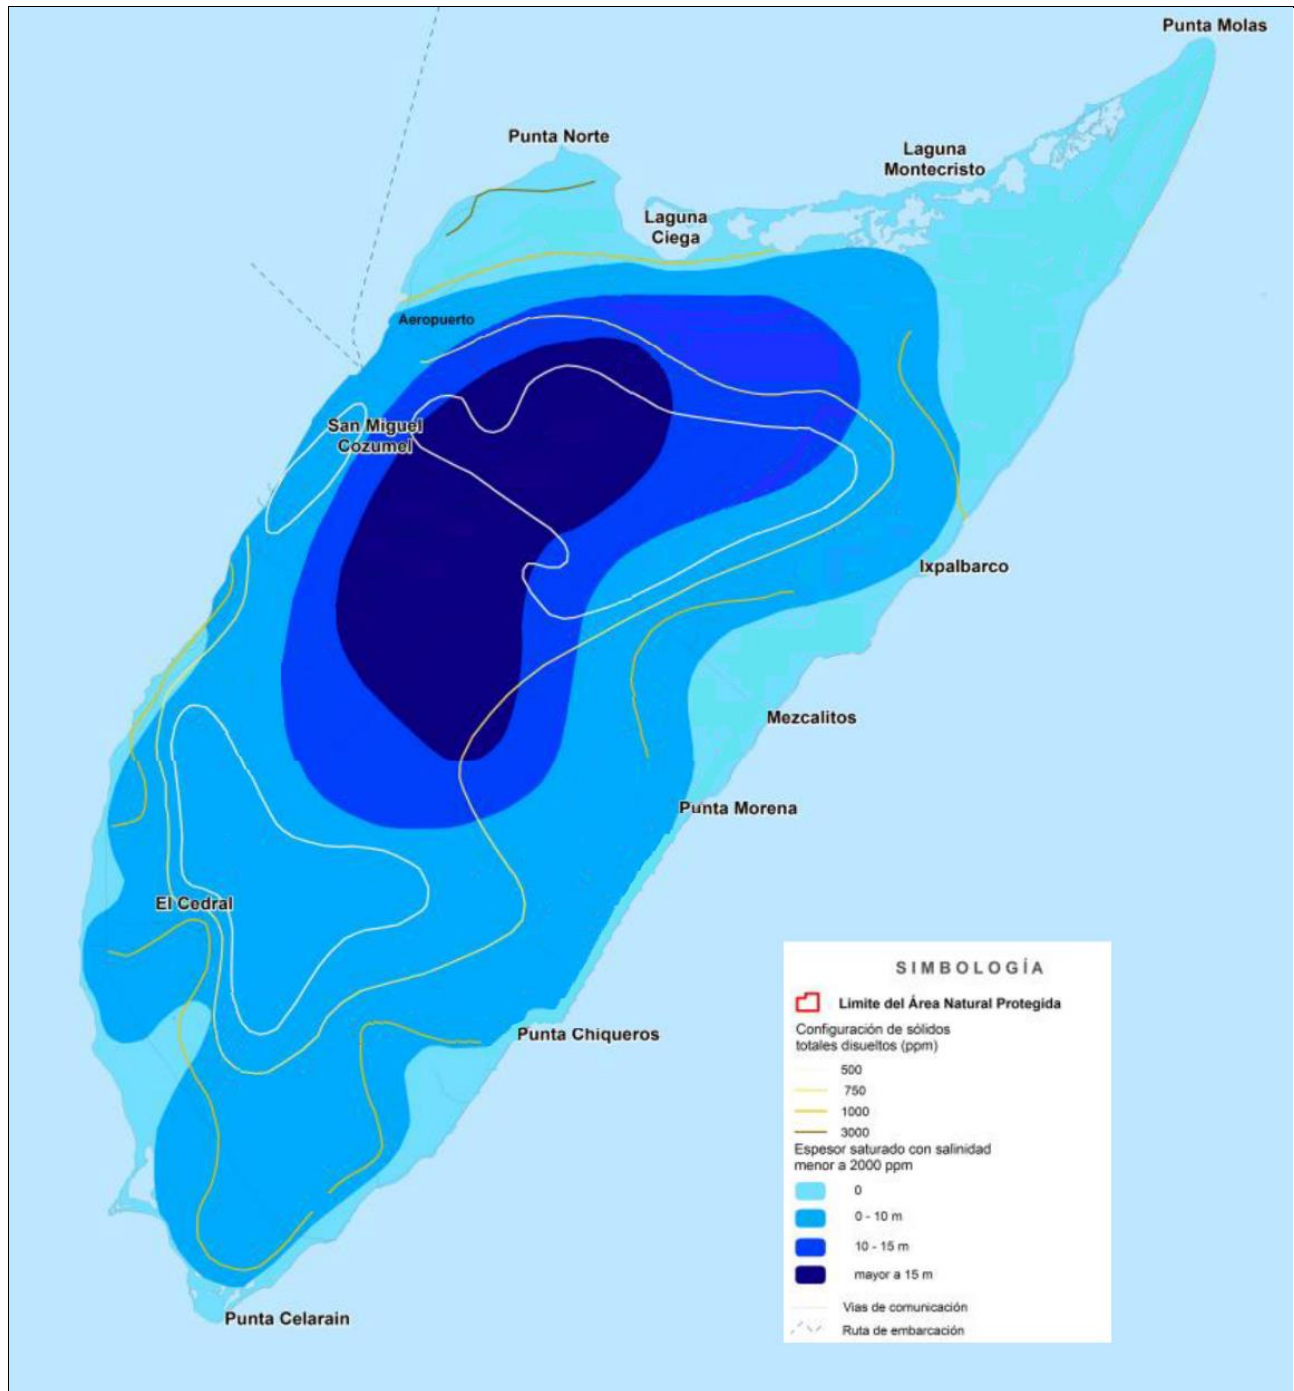 Punta Molas
Punta Norte
Laguna
Montecristo
Laguna
Ciega
Aeropuerto
San Miguel
Cozumel
Ixpalbarco
Mezcalitos
Punta Morena
El Cedral
Punta Chiqueros
Punta Celarain
SIMBOLOGÍA
Limite del Área Natural Protegida
Configuración de sólidos
totales disueltos (ppm)
500
750
1000
3000
Espesor saturado con salinidad
menor a 2000 ppm
0
0 - 10 m
10 - 15 m
mayor a 15 m
Vias de comunicación
Ruta de embarcación